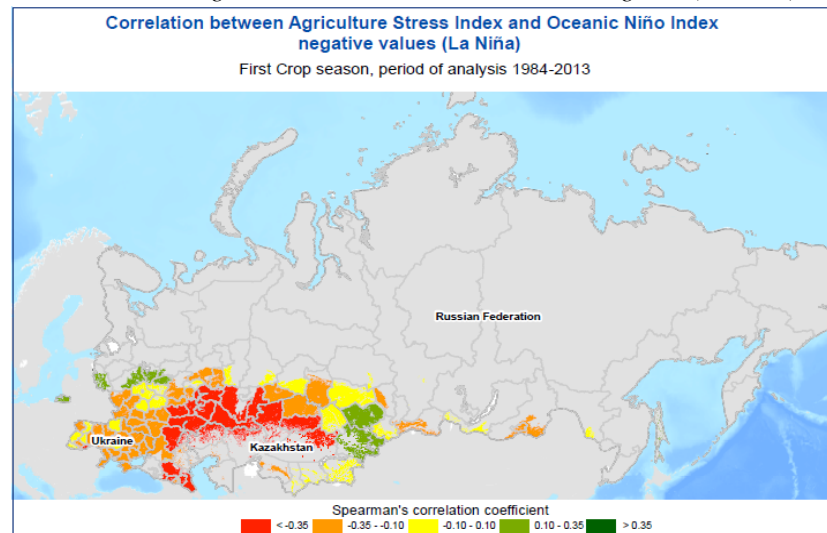 Correlation between Agriculture Stress Index and Oceanic Niño Index
negative values (La Niña)
First Crop season, period of analysis 1984-2013
Russian Federation
Ukraine
Kazakhstan
Spearman's correlation coefficient
< -0.35 -0.35 - -0.10 -0.10 - 0.10 0.10 - 0.35 > 0.35